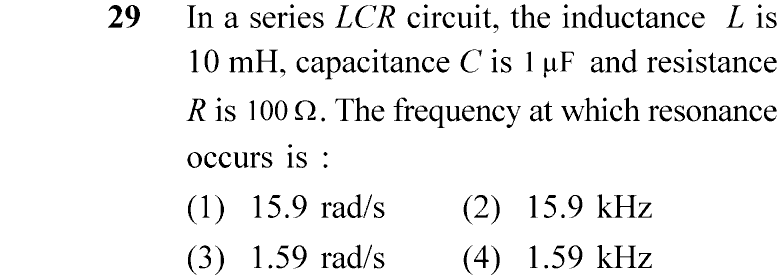 29 In a series LCR circuit, the inductance L is
10 mH, capacitance C is 1 μF and resistance
R is 100 Ω. The frequency at which resonance
occurs is :
(1) 15.9 rad/s (2) 15.9 kHz
(3) 1.59 rad/s (4) 1.59 kHz